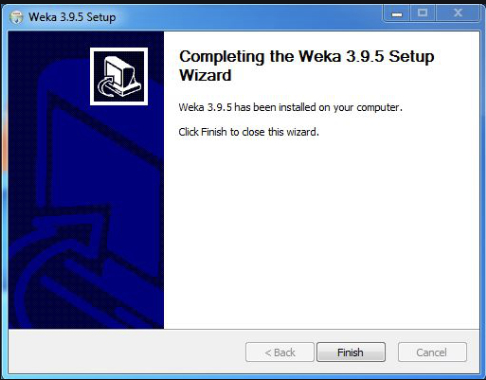 Weka 3.9.5 Setup
Completing the Weka 3.9.5 Setup
Wizard
Weka 3.9.5 has been installed on your computer.
Click Finish to close this wizard.
< Back
Finish
Cancel